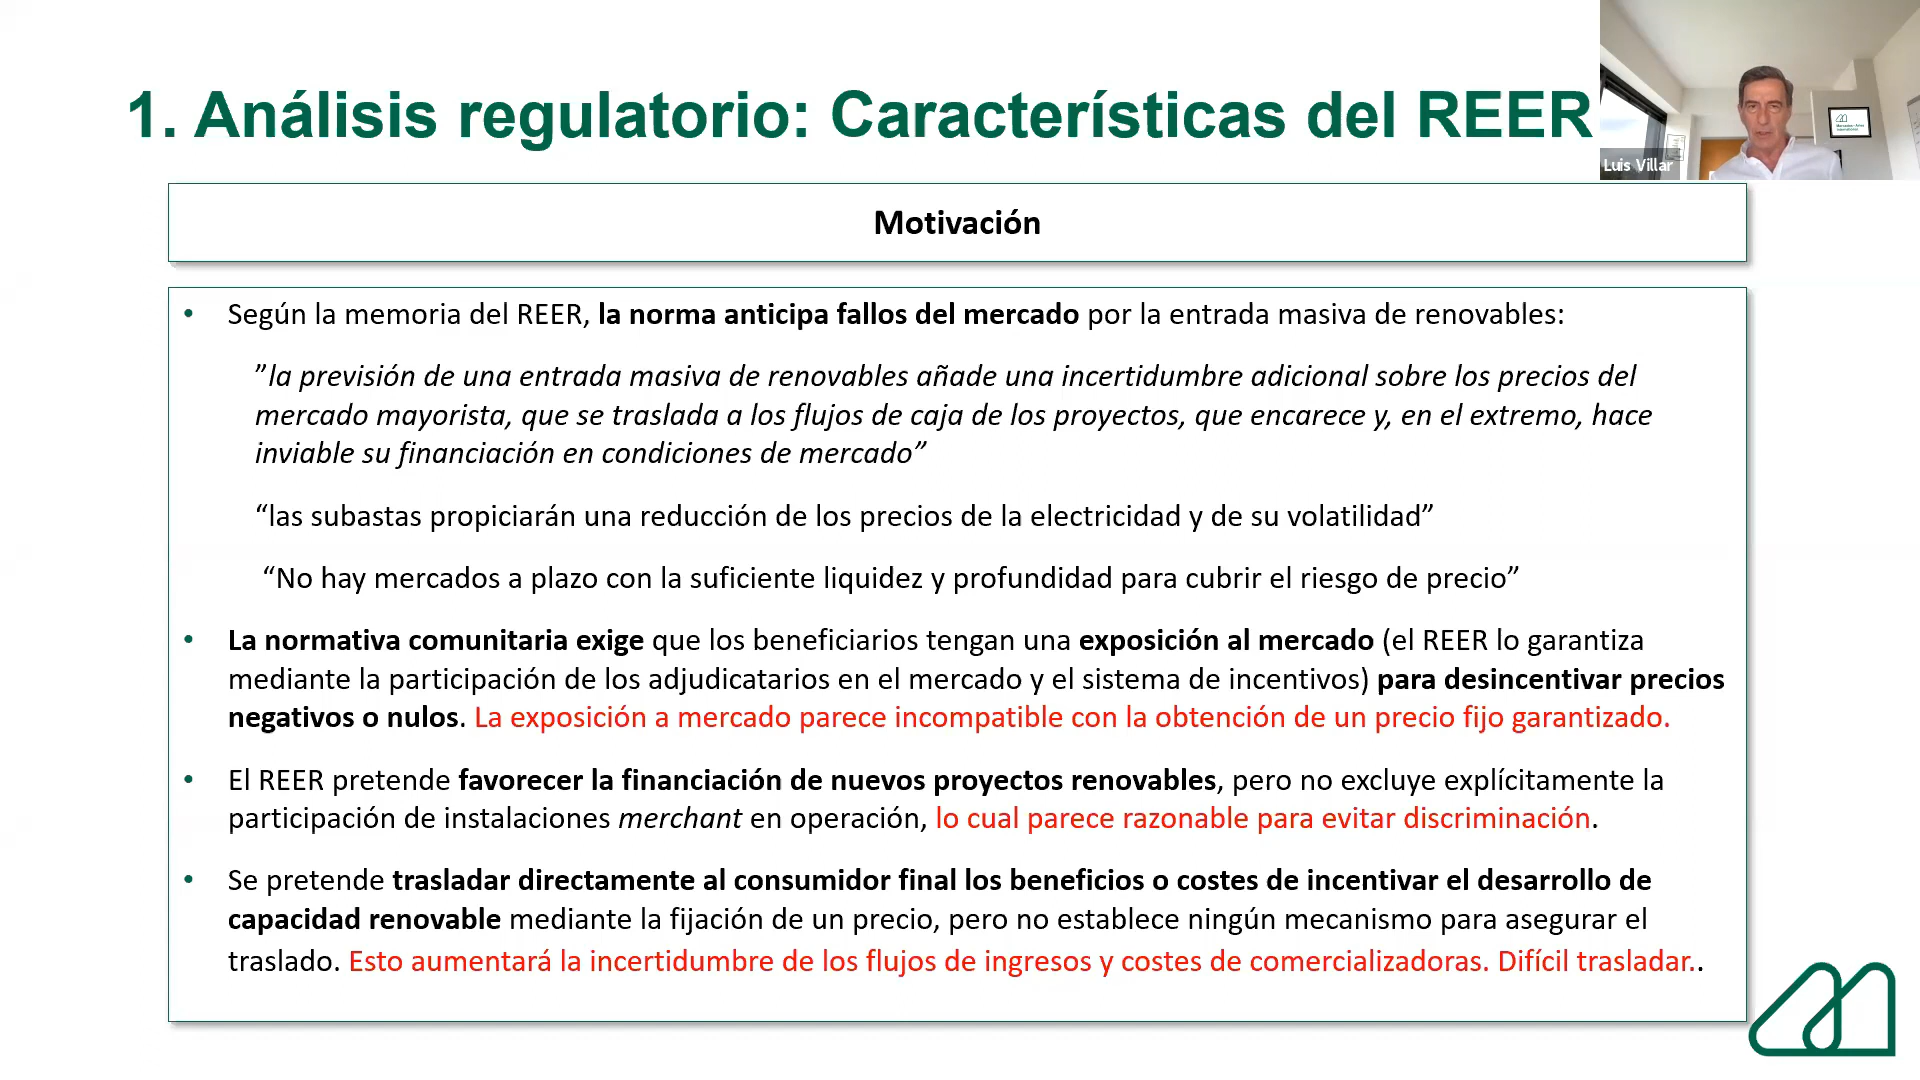 1. Análisis regulatorio: Características del REER
Luis Villar
Motivación
• Según la memoria del REER, la norma anticipa fallos del mercado por la entrada masiva de renovables:
”la previsión de una entrada masiva de renovables añade una incertidumbre adicional sobre los precios del
mercado mayorista, que se traslada a los flujos de caja de los proyectos, que encarece y, en el extremo, hace
inviable su financiación en condiciones de mercado”
“las subastas propiciarán una reducción de los precios de la electricidad y de su volatilidad”
“No hay mercados a plazo con la suficiente liquidez y profundidad para cubrir el riesgo de precio”
• La normativa comunitaria exige que los beneficiarios tengan una exposición al mercado (el REER lo garantiza
mediante la participación de los adjudicatarios en el mercado y el sistema de incentivos) para desincentivar precios
negativos o nulos. La exposición a mercado parece incompatible con la obtención de un precio fijo garantizado.
• El REER pretende favorecer la financiación de nuevos proyectos renovables, pero no excluye explícitamente la
participación de instalaciones merchant en operación, lo cual parece razonable para evitar discriminación.
• Se pretende trasladar directamente al consumidor final los beneficios o costes de incentivar el desarrollo de
capacidad renovable mediante la fijación de un precio, pero no establece ningún mecanismo para asegurar el
traslado. Esto aumentará la incertidumbre de los flujos de ingresos y costes de comercializadoras. Difícil trasladar..